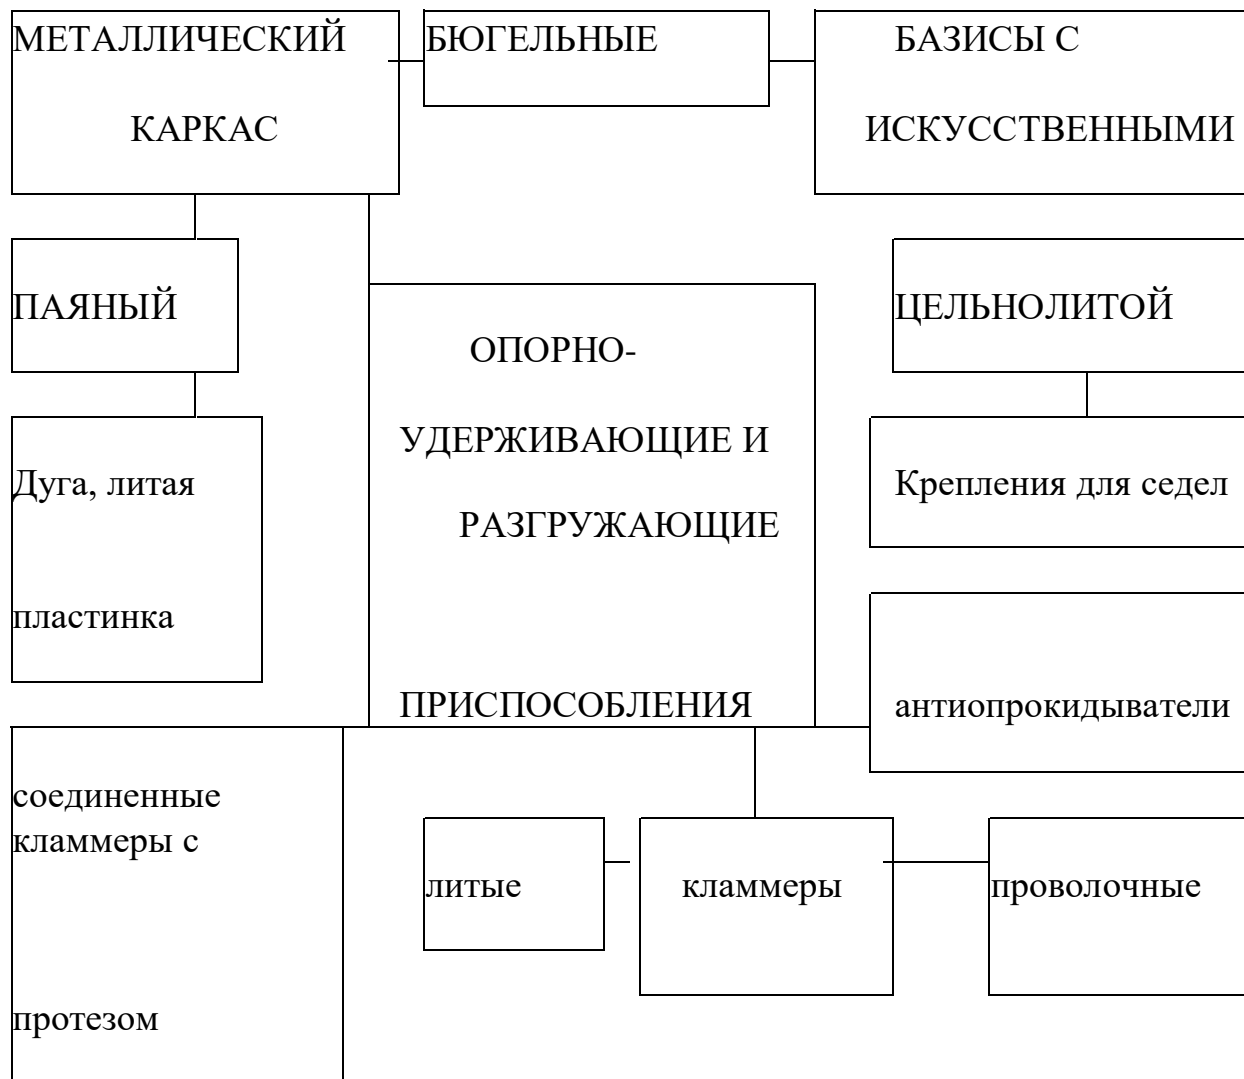 МЕТАЛЛИЧЕСКИЙ
КАРКАС
БЮГЕЛЬНЫЕ
БАЗИСЫ С
ИСКУССТВЕННЫМИ
ПАЯНЫЙ
ЦЕЛЬНОЛИТОЙ
ОПОРНО-
УДЕРЖИВАЮЩИЕ И
РАЗГРУЖАЮЩИЕ
ПРИСПОСОБЛЕНИЯ
Дуга, литая
пластинка
Крепления для седел
антиопрокидыватели
соединенные
кламмеры с
протезом
литые
кламмеры
проволочные